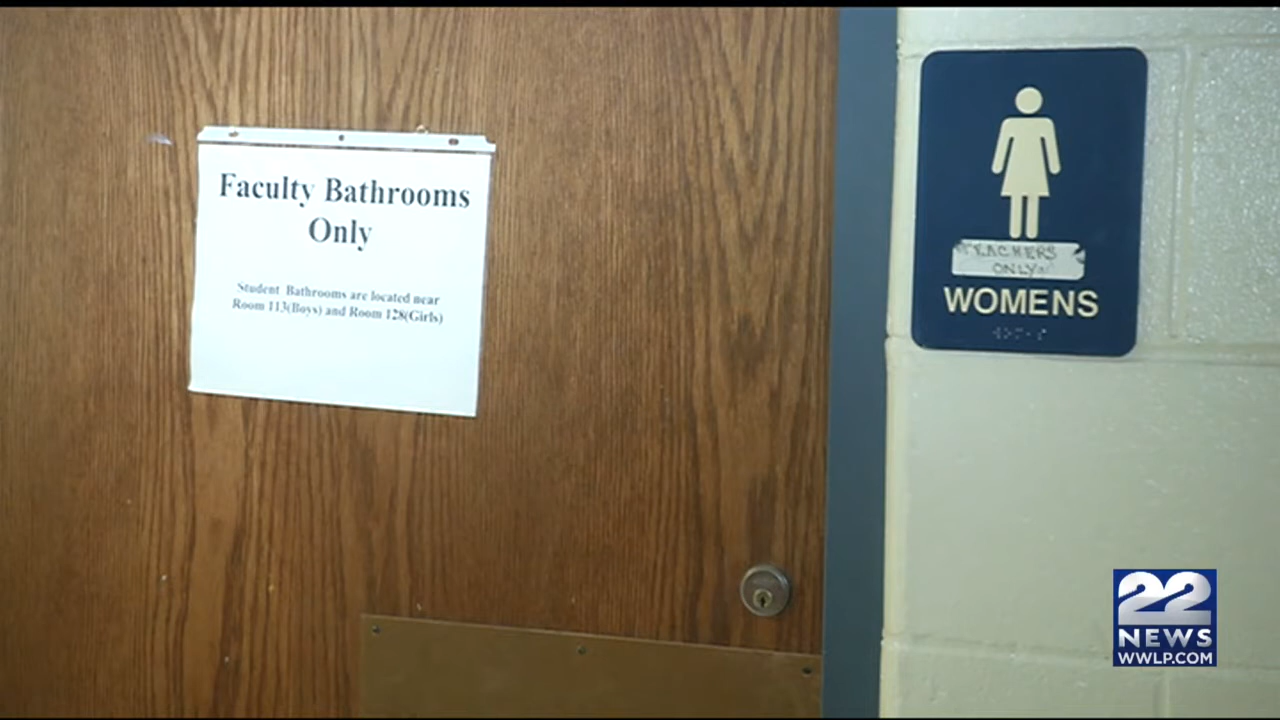 Faculty Bathrooms
Only
Student Bathrooms are located near
Room 113(Boys) and Room 128(Girls)
TEACHERS
ONLY
WOMENS
22
NEWS
WWLP.COM